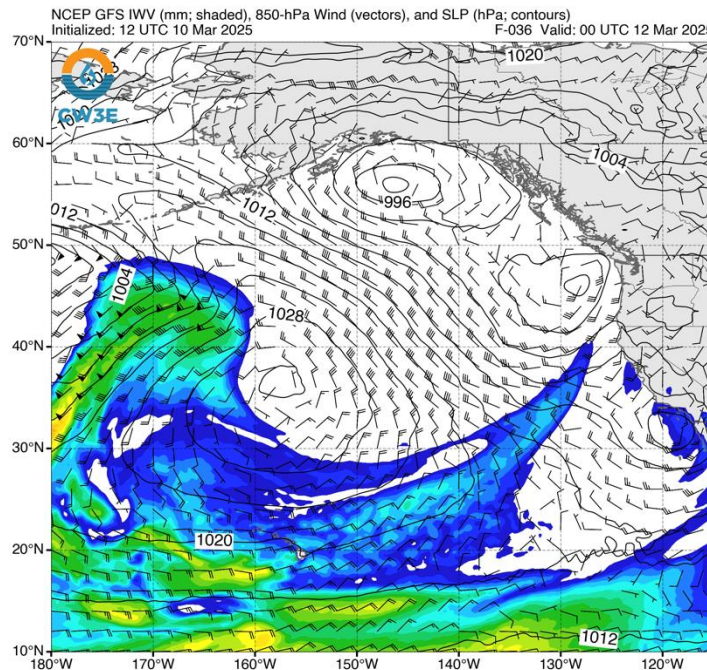 NCEP GFS IWV (mm; shaded), 850-hPa Wind (vectors), and SLP (hPa; contours)
Initialized: 12 UTC 10 Mar 2025 F-036 Valid: 00 UTC 12 Mar 2025
70°N
1020
CW3E
60°N
1004
996
1012
1012
50°N
1004
1028
40°N
30°N
1020
20°N
1012
10°N
180°W 170°W 160°W 150°W 140°W 130°W 120°W